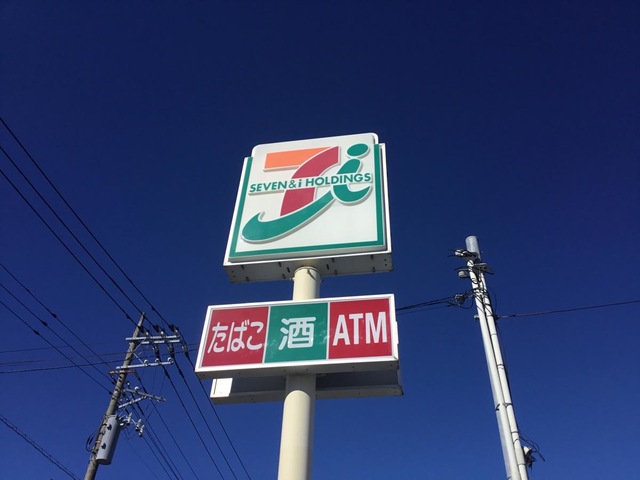 SEVEN & i HOLDINGS
たばこ 酒 ATM